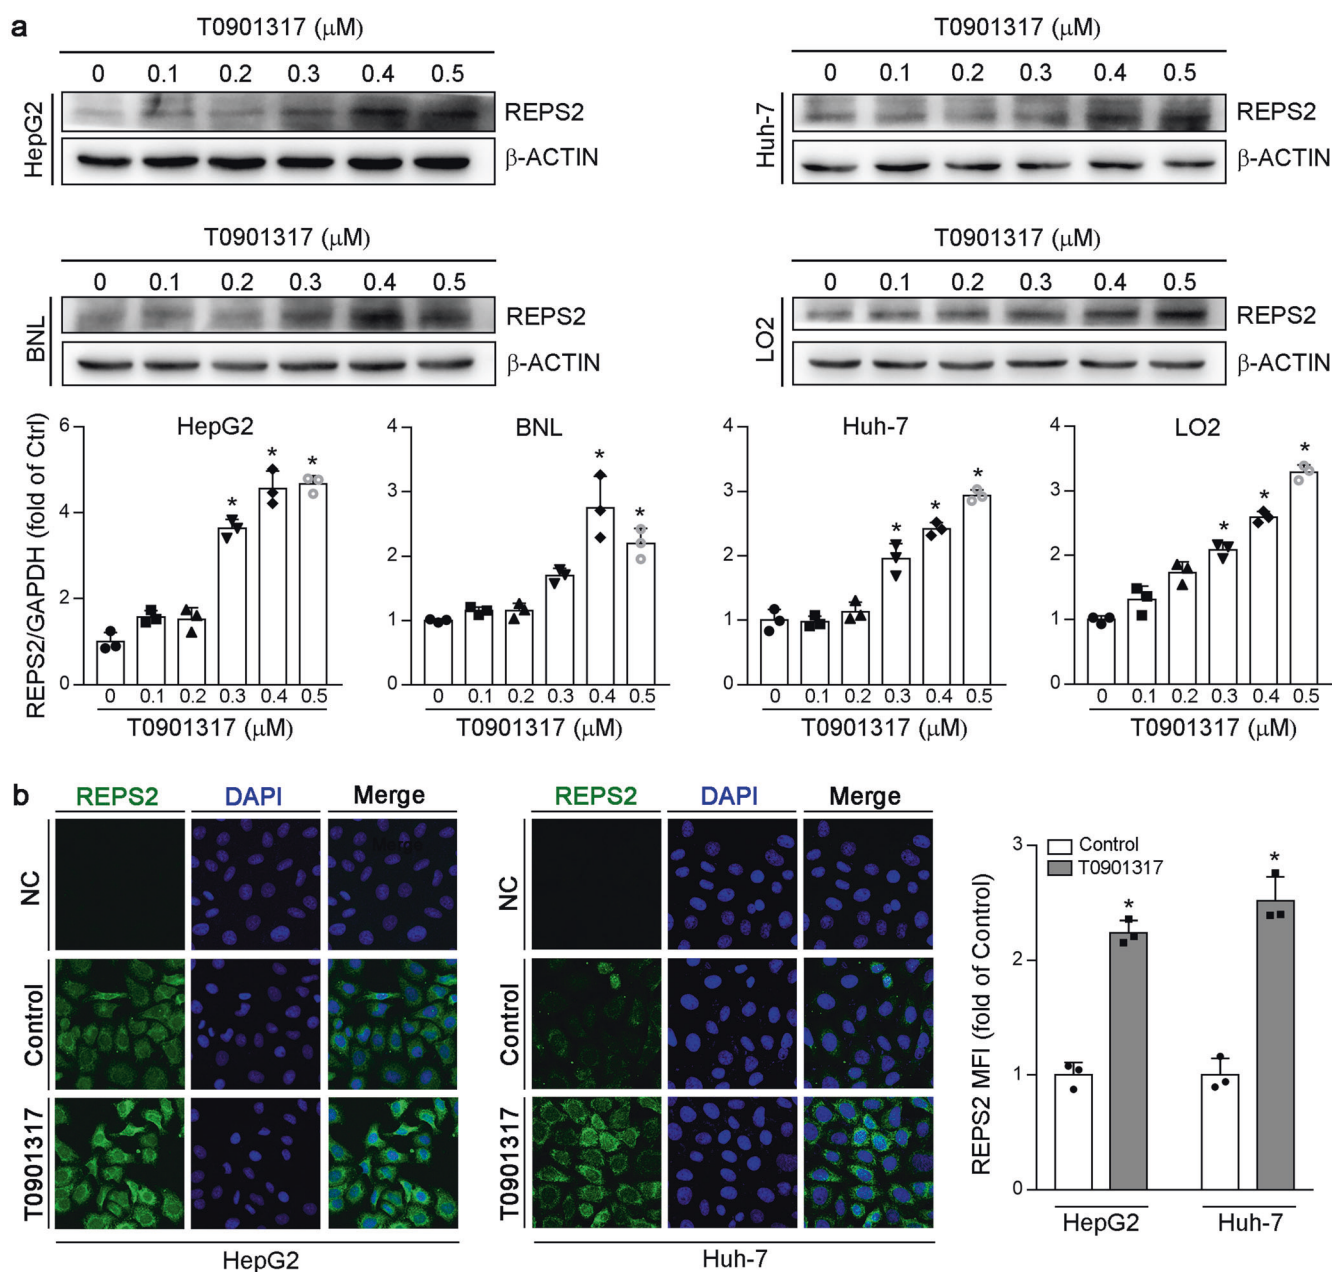 a
T0901317 (μM)
0 0.1 0.2 0.3 0.4 0.5
HepG2
REPS2
β-ACTIN
T0901317 (μM)
0 0.1 0.2 0.3 0.4 0.5
Huh-7
REPS2
β-ACTIN
T0901317 (μM)
0 0.1 0.2 0.3 0.4 0.5
BNL
REPS2
β-ACTIN
T0901317 (μM)
0 0.1 0.2 0.3 0.4 0.5
LO2
REPS2
β-ACTIN
REPS2/GAPDH (fold of Ctrl)
HepG2
6
4
2
0
* * *
0 0.1 0.2 0.3 0.4 0.5
T0901317 (μM)
BNL
4
3
2
1
0
* *
0 0.1 0.2 0.3 0.4 0.5
T0901317 (μM)
Huh-7
4
3
2
1
0
* * *
0 0.1 0.2 0.3 0.4 0.5
T0901317 (μM)
LO2
4
3
2
1
0
* * *
0 0.1 0.2 0.3 0.4 0.5
T0901317 (μM)
b
REPS2 DAPI Merge
NC
Merge
Control
T0901317
HepG2
REPS2 DAPI Merge
NC
Control
T0901317
Huh-7
REPS2 MFI (fold of Control)
3
2
1
0
Control
T0901317
* *
HepG2 Huh-7